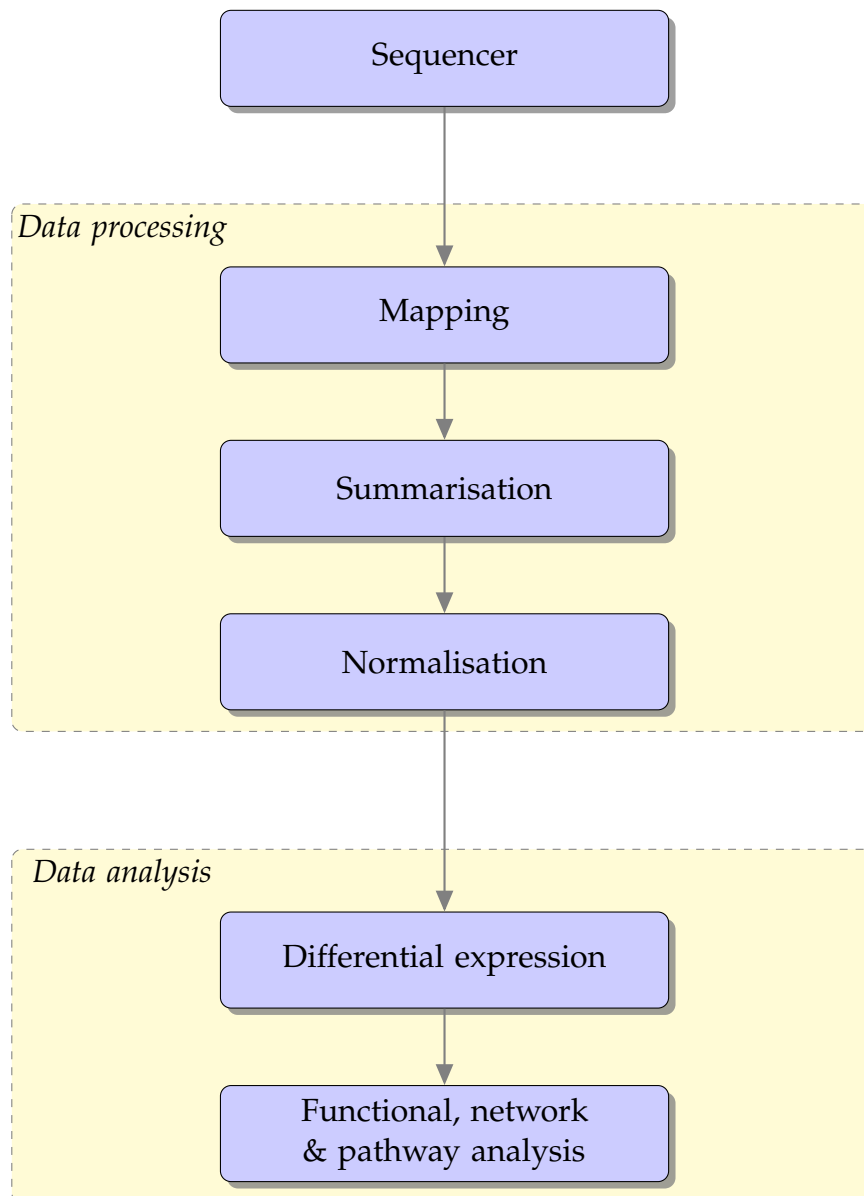 Sequencer
Data processing
Mapping
Summarisation
Normalisation
Data analysis
Differential expression
Functional, network
& pathway analysis